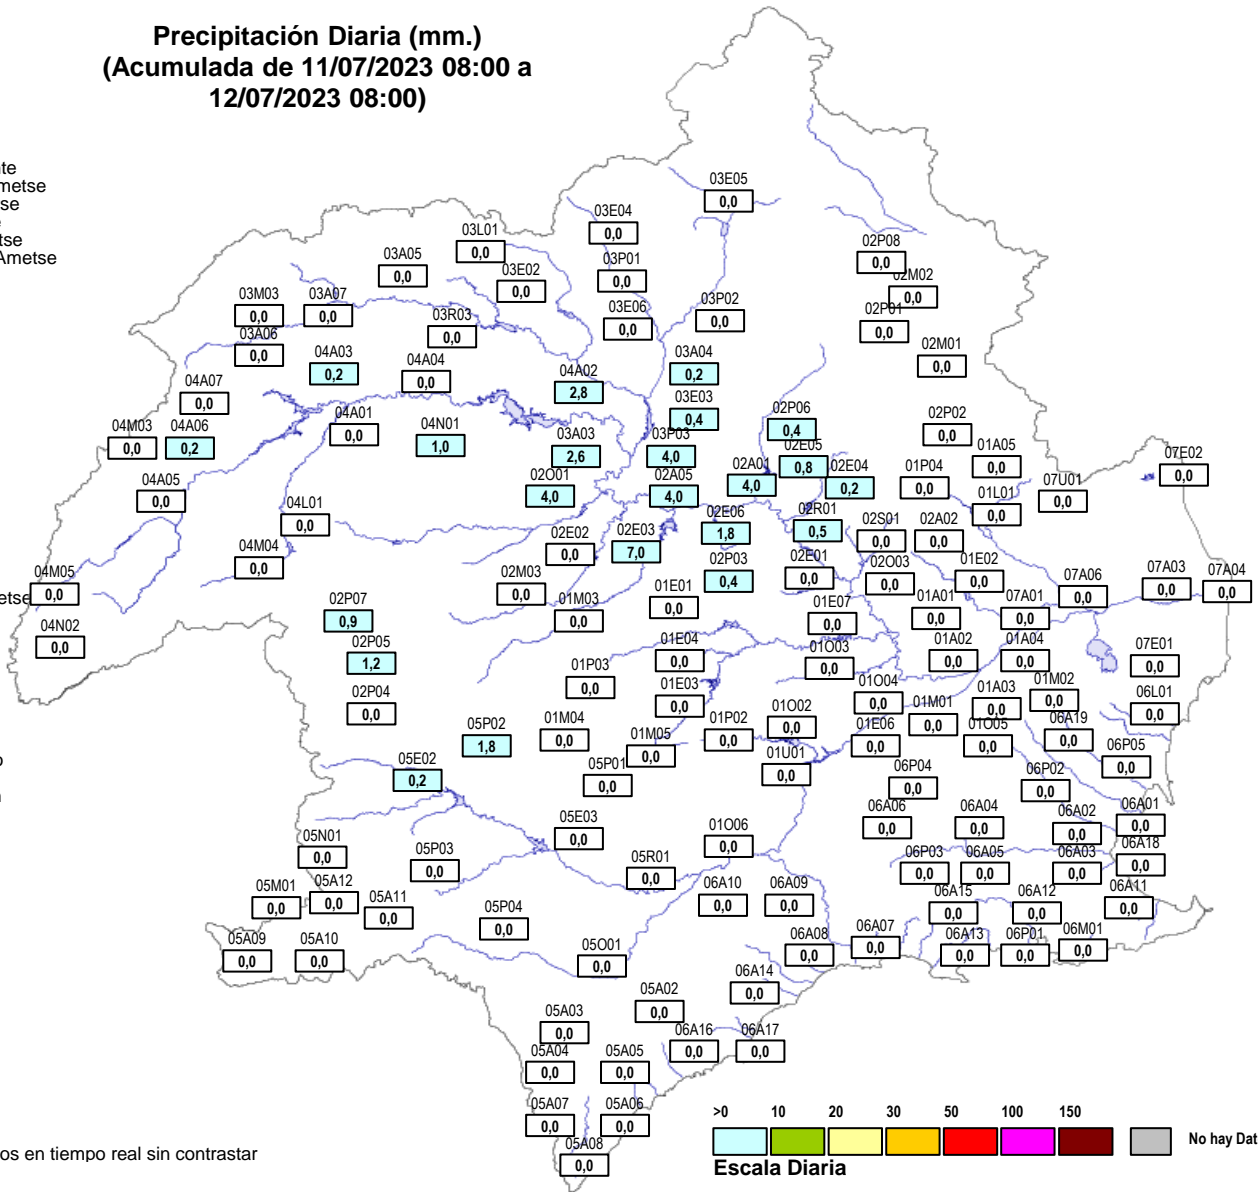 Precipitación Diaria (mm.)
(Acumulada de 11/07/2023 08:00 a
12/07/2023 08:00)
03E05
0,0
03E04
0,0
03L01
0,0
03A05
0,0
03P01
0,0
03E02
0,0
02P08
0,0
02M02
0,0
03M03
0,0
03A07
0,0
03P02
0,0
03E06
0,0
02P01
0,0
03R03
0,0
03A06
0,0
02M01
0,0
04A03
0,2
04A04
0,0
03A04
0,2
04A02
2,8
04A07
0,0
03E03
0,4
02P06
0,4
02P02
0,0
04A01
0,0
04M03
0,0
04A06
0,2
04N01
1,0
03A03
2,6
03P03
4,0
02E05
0,8
01A05
0,0
07E02
0,0
02A01
4,0
02E04
0,2
01P04
0,0
02O01
4,0
02A05
4,0
04A05
0,0
07U01
0,0
01L01
0,0
04L01
0,0
02E06
1,8
02R01
0,5
02S01
0,0
02A02
0,0
02E02
0,0
02E03
7,0
04M04
0,0
02P03
0,4
02E01
0,0
02O03
0,0
01E02
0,0
07A03
0,0
07A04
0,0
04M05
0,0
02M03
0,0
07A06
0,0
etse
01E01
0,0
02P07
0,9
01M03
0,0
01E07
0,0
01A01
0,0
07A01
0,0
04N02
0,0
02P05
1,2
01E04
0,0
01O03
0,0
01A02
0,0
01A04
0,0
07E01
0,0
01P03
0,0
01E03
0,0
01O04
0,0
01A03
0,0
01M02
0,0
06L01
0,0
02P04
0,0
01O02
0,0
01M01
0,0
05P02
1,8
01M04
0,0
01P02
0,0
01E06
0,0
01O05
0,0
06A19
0,0
01M05
0,0
06P05
0,0
05E02
0,2
01U01
0,0
05P01
0,0
06P04
0,0
06P02
0,0
06A06
0,0
06A04
0,0
06A02
0,0
06A01
0,0
05E03
0,0
01O06
0,0
05N01
0,0
05P03
0,0
05R01
0,0
06P03
0,0
06A05
0,0
06A03
0,0
06A18
0,0
05M01
0,0
05A12
0,0
05A11
0,0
06A10
0,0
06A09
0,0
06A15
0,0
06A12
0,0
06A11
0,0
05P04
0,0
05A09
0,0
05A10
0,0
05O01
0,0
06A08
0,0
06A07
0,0
06A13
0,0
06P01
0,0
06M01
0,0
06A14
0,0
05A02
0,0
05A03
0,0
06A16
0,0
06A17
0,0
05A04
0,0
05A05
0,0
05A07
0,0
05A06
0,0
05A08
0,0
>0 10 20 30 50 100 150
No hay Dat
Escala Diaria
os en tiempo real sin contrastar